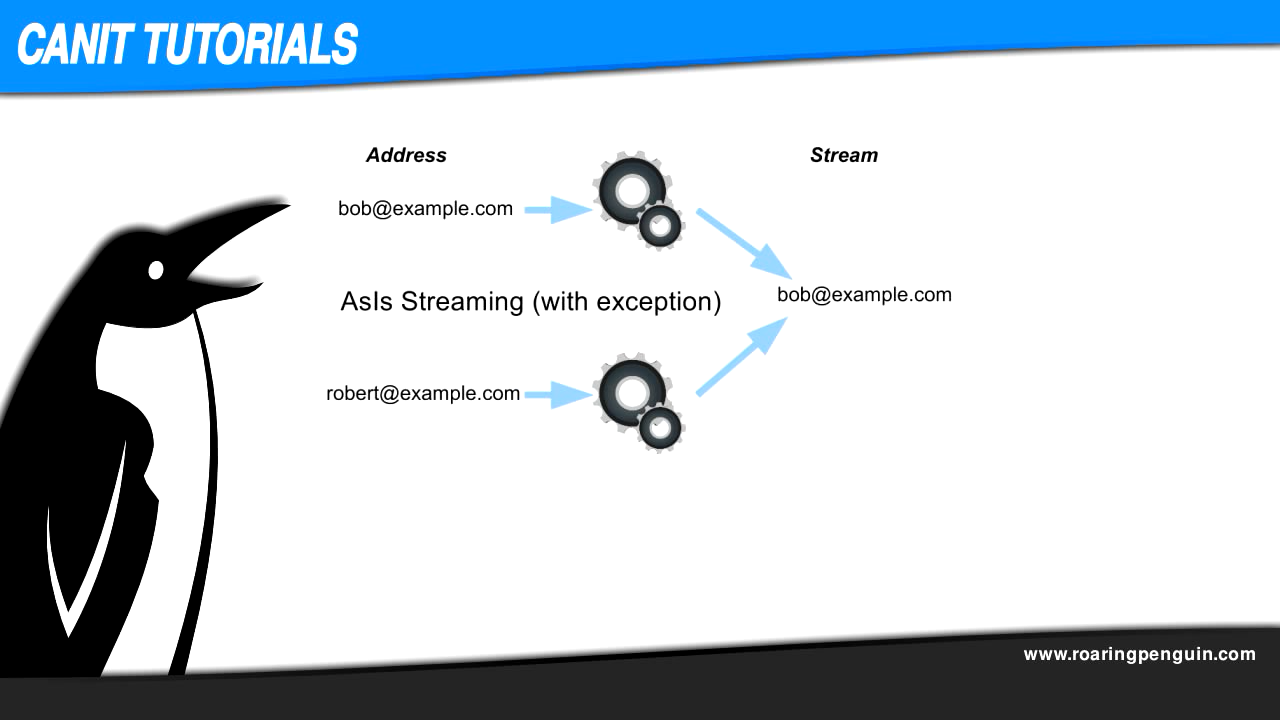 CANIT TUTORIALS
Address
Stream
bob@example.com
bob@example.com
AsIs Streaming (with exception)
robert@example.com
www.roaringpenguin.com